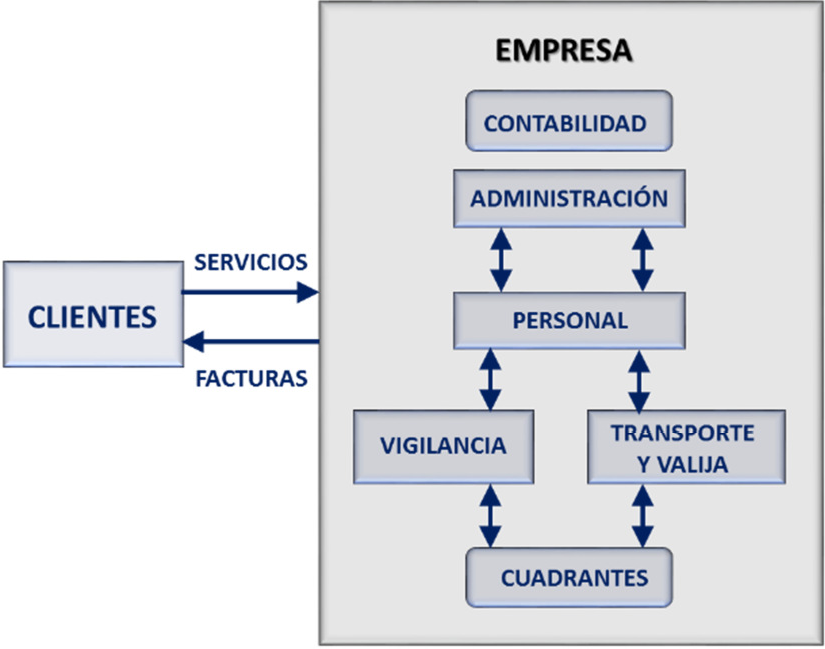 EMPRESA
CONTABILIDAD
ADMINISTRACIÓN
SERVICIOS
CLIENTES
PERSONAL
FACTURAS
VIGILANCIA
TRANSPORTE
Y VALIJA
CUADRANTES